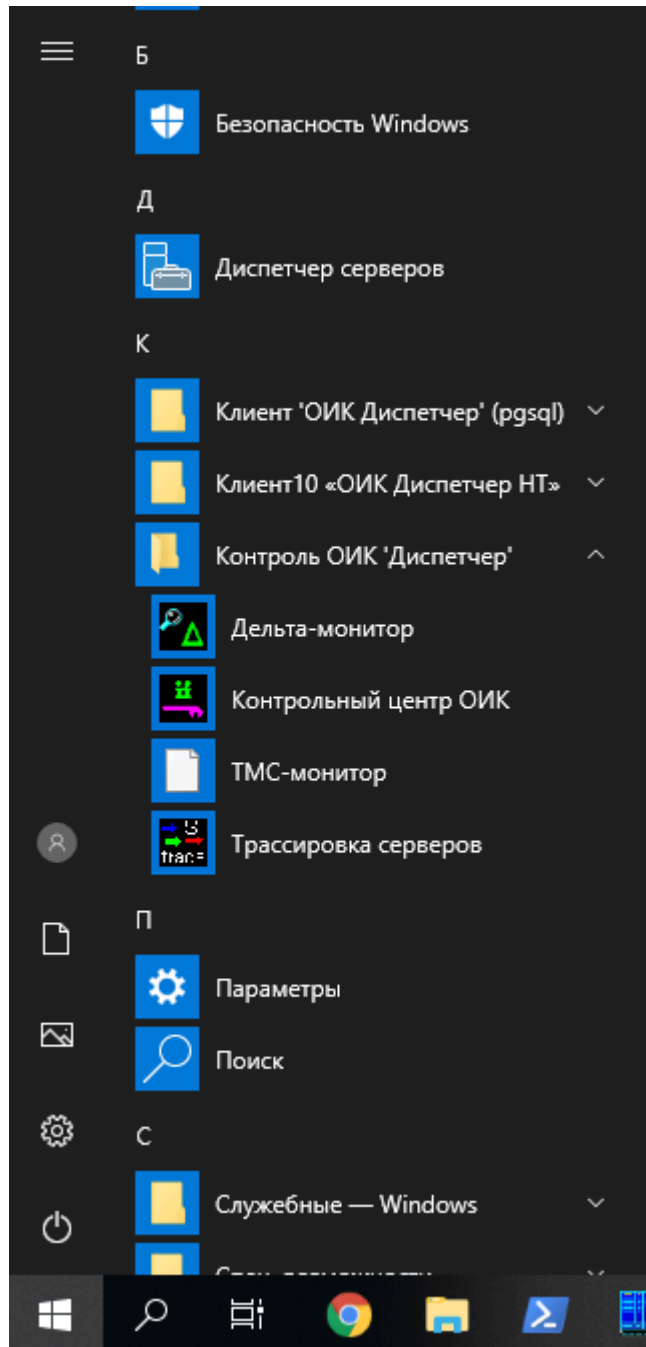 Б
Безопасность Windows
Д
Диспетчер серверов
К
Клиент 'ОИК Диспетчер' (pgsql)
Клиент10 «ОИК Диспетчер НТ»
Контроль ОИК 'Диспетчер'
Дельта-монитор
Контрольный центр ОИК
ТМС-монитор
Трассировка серверов
П
Параметры
Поиск
С
Служебные — Windows